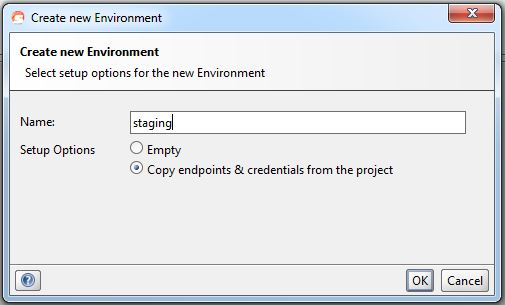 Create new Environment
Create new Environment
Select setup options for the new Environment
Name: staging
Setup Options Empty
Copy endpoints & credentials from the project
? OK Cancel